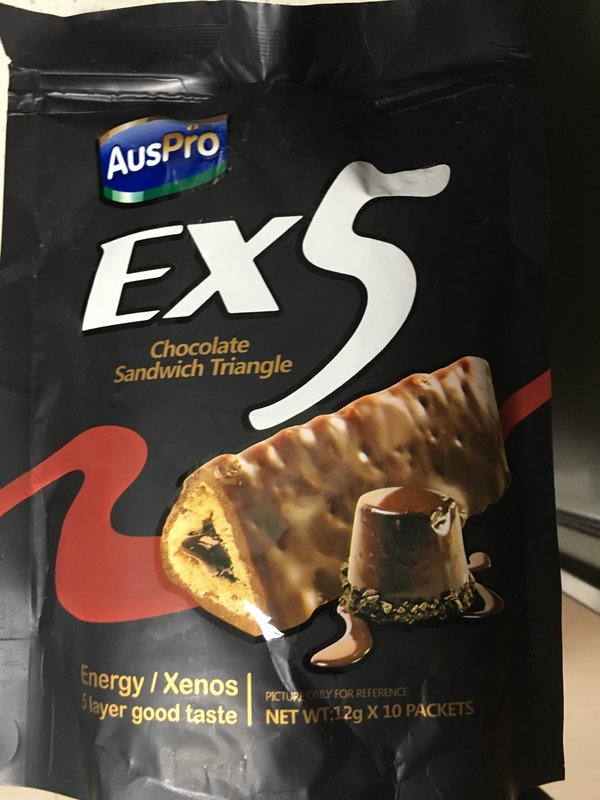 AusPro
EX5
Chocolate
Sandwich Triangle
Energy / Xenos
5 layer good taste
PICTURE ONLY FOR REFERENCE
NET WT:12g X 10 PACKETS